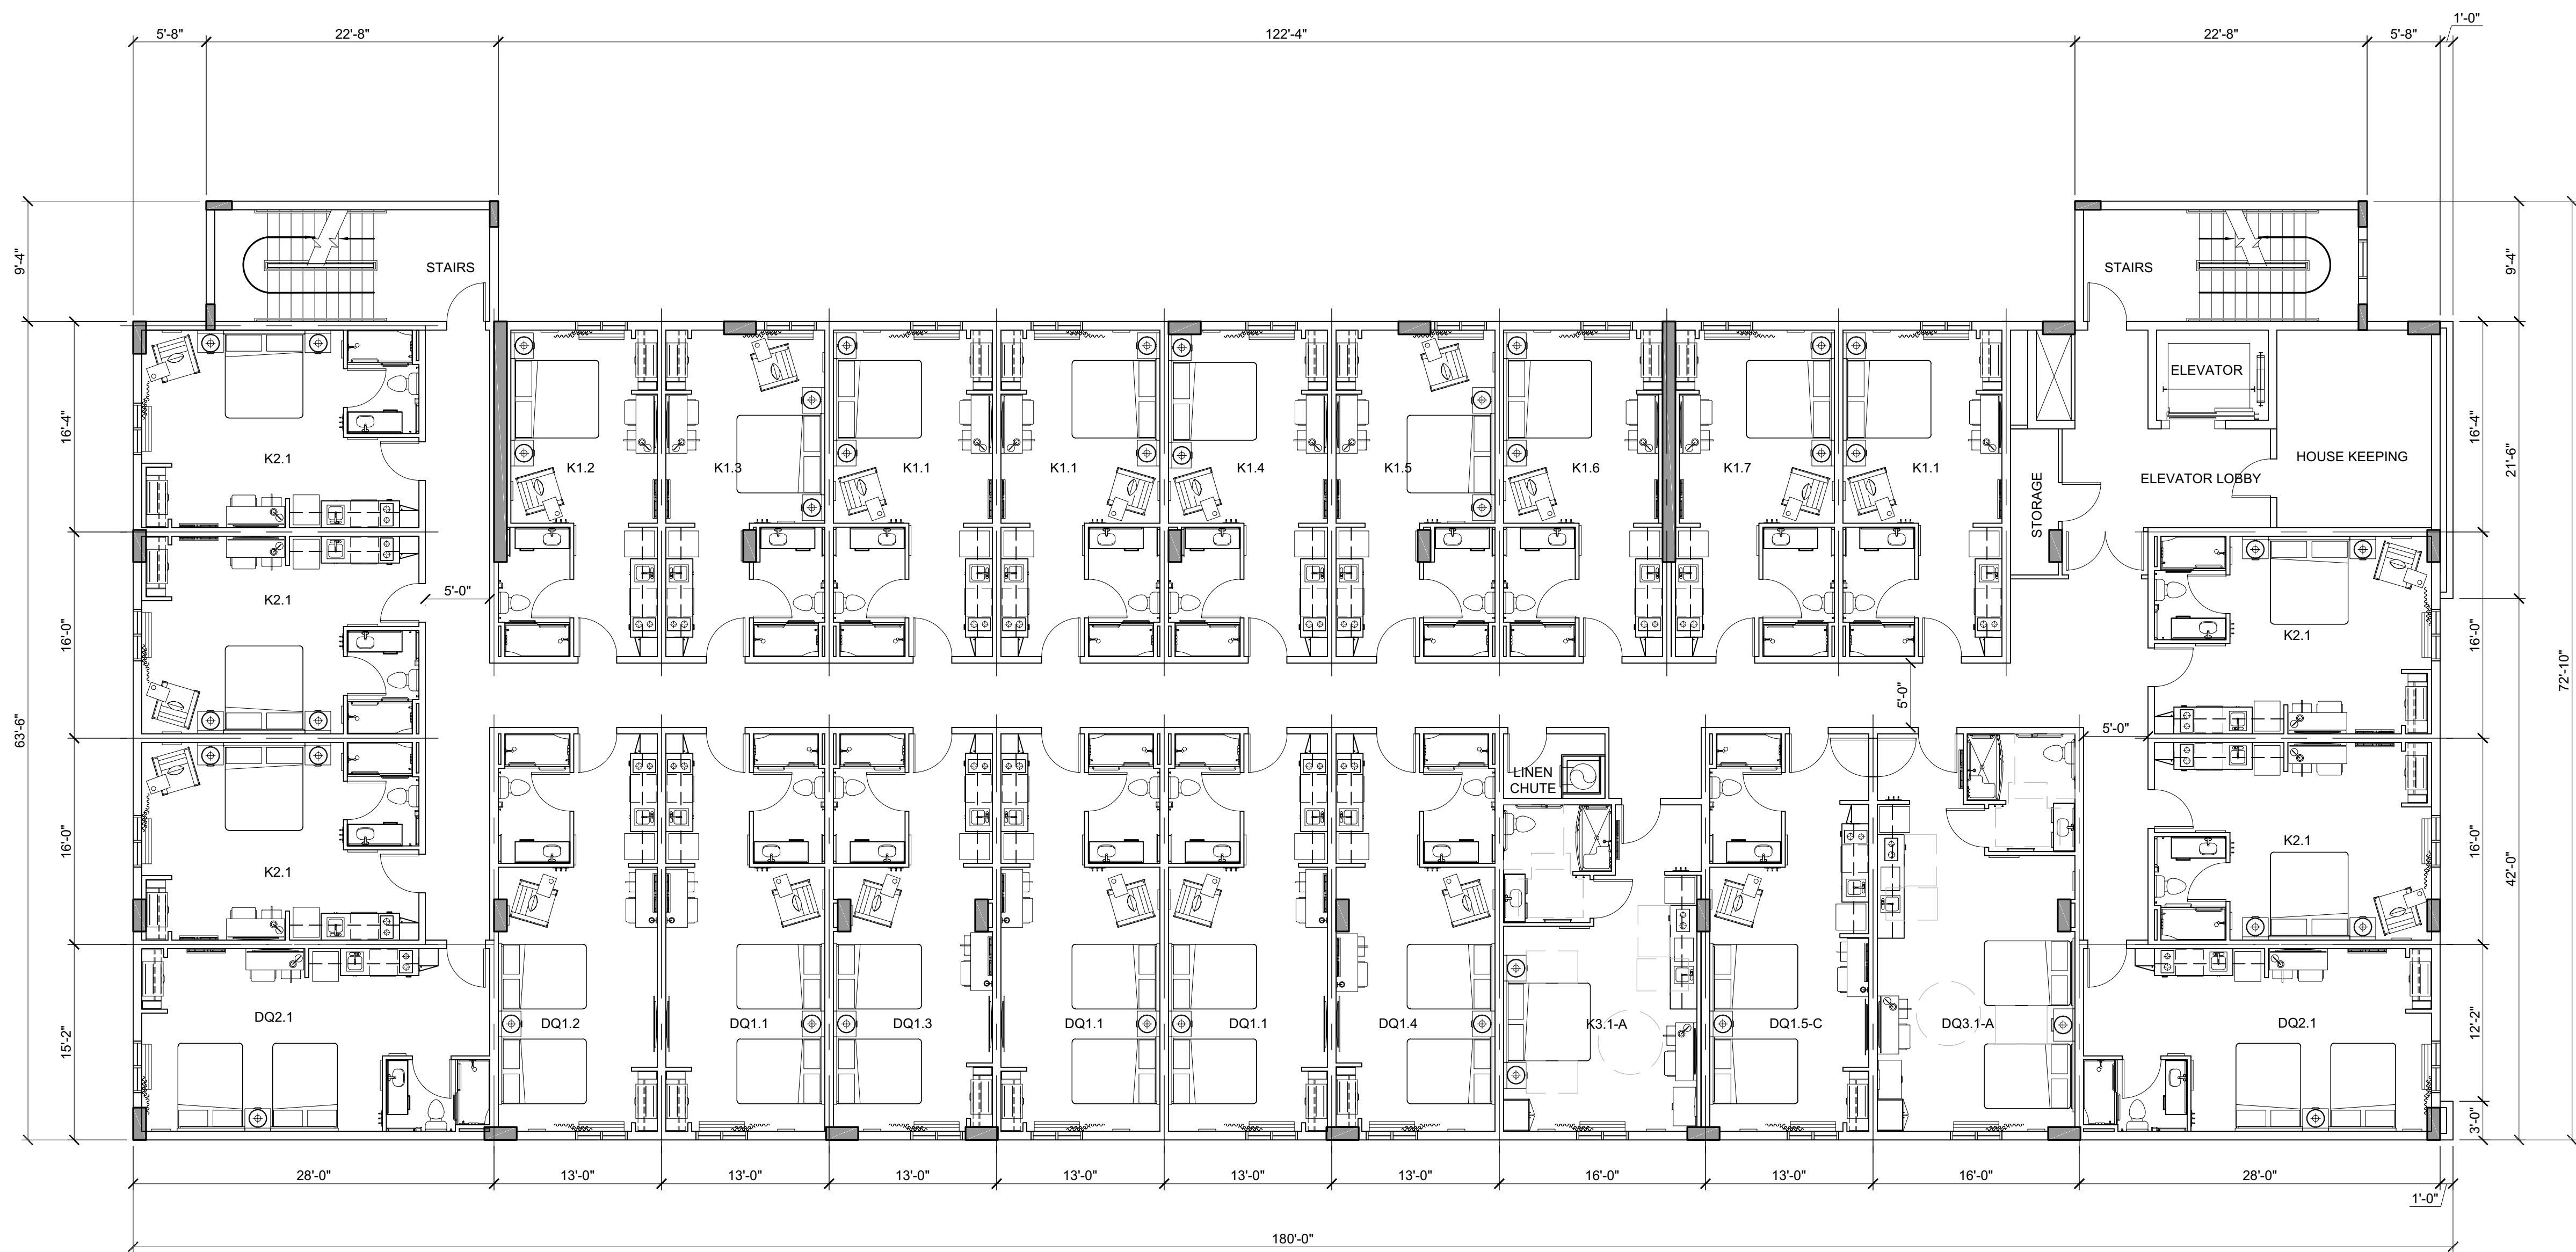 1'-0"
5'-8"
22'-8"
122'-4"
22'-8"
5'-8"
9'-4"
STAIRS
STAIRS
9'-4"
ELEVATOR
16'-4"
K2.1
K1.2
K1.3
K1.1
K1.1
K1.4
K1.5
K1.6
K1.7
K1.1
STORAGE
ELEVATOR LOBBY
HOUSE KEEPING
16'-4"
21'-6"
K2.1
5'-0"
16'-0"
K2.1
16'-0"
72'-10"
63'-6"
5'-0"
5'-0"
LINEN
CHUTE
16'-0"
K2.1
K2.1
16'-0"
42'-0"
DQ2.1
DQ1.2
DQ1.1
DQ1.3
DQ1.1
DQ1.1
DQ1.4
K3.1-A
DQ1.5-C
DQ3.1-A
DQ2.1
15'-2"
12'-2"
3'-0"
28'-0"
13'-0"
13'-0"
13'-0"
13'-0"
13'-0"
13'-0"
16'-0"
13'-0"
16'-0"
28'-0"
1'-0"
180'-0"